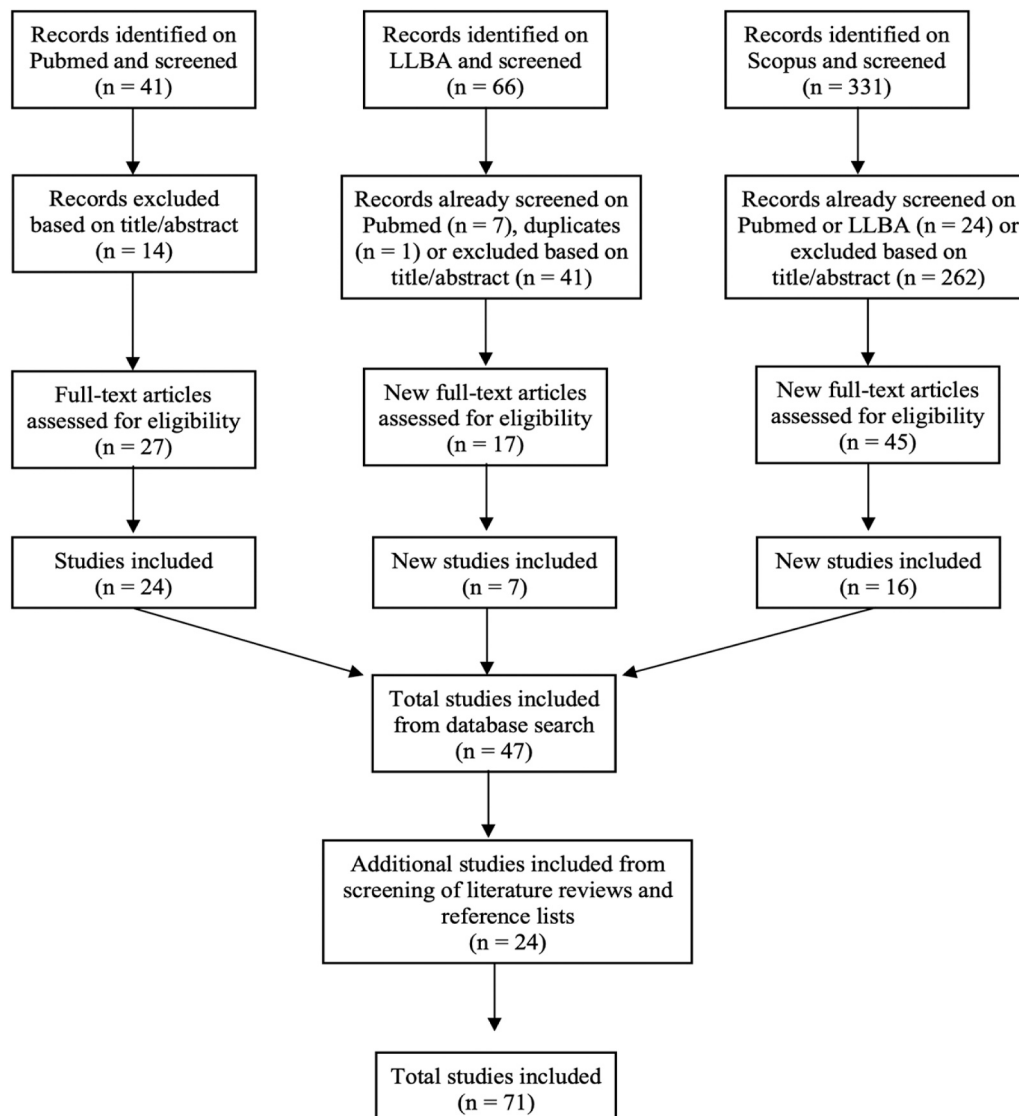 Records identified on
Pubmed and screened
(n = 41)
Records identified on
LLBA and screened
(n = 66)
Records identified on
Scopus and screened
(n = 331)
Records excluded
based on title/abstract
(n = 14)
Records already screened on
Pubmed (n = 7), duplicates
(n = 1) or excluded based on
title/abstract (n = 41)
Records already screened on
Pubmed or LLBA (n = 24) or
excluded based on
title/abstract (n = 262)
Full-text articles
assessed for eligibility
(n = 27)
New full-text articles
assessed for eligibility
(n = 17)
New full-text articles
assessed for eligibility
(n = 45)
Studies included
(n = 24)
New studies included
(n = 7)
New studies included
(n = 16)
Total studies included
from database search
(n = 47)
Additional studies included from
screening of literature reviews and
reference lists
(n = 24)
Total studies included
(n = 71)